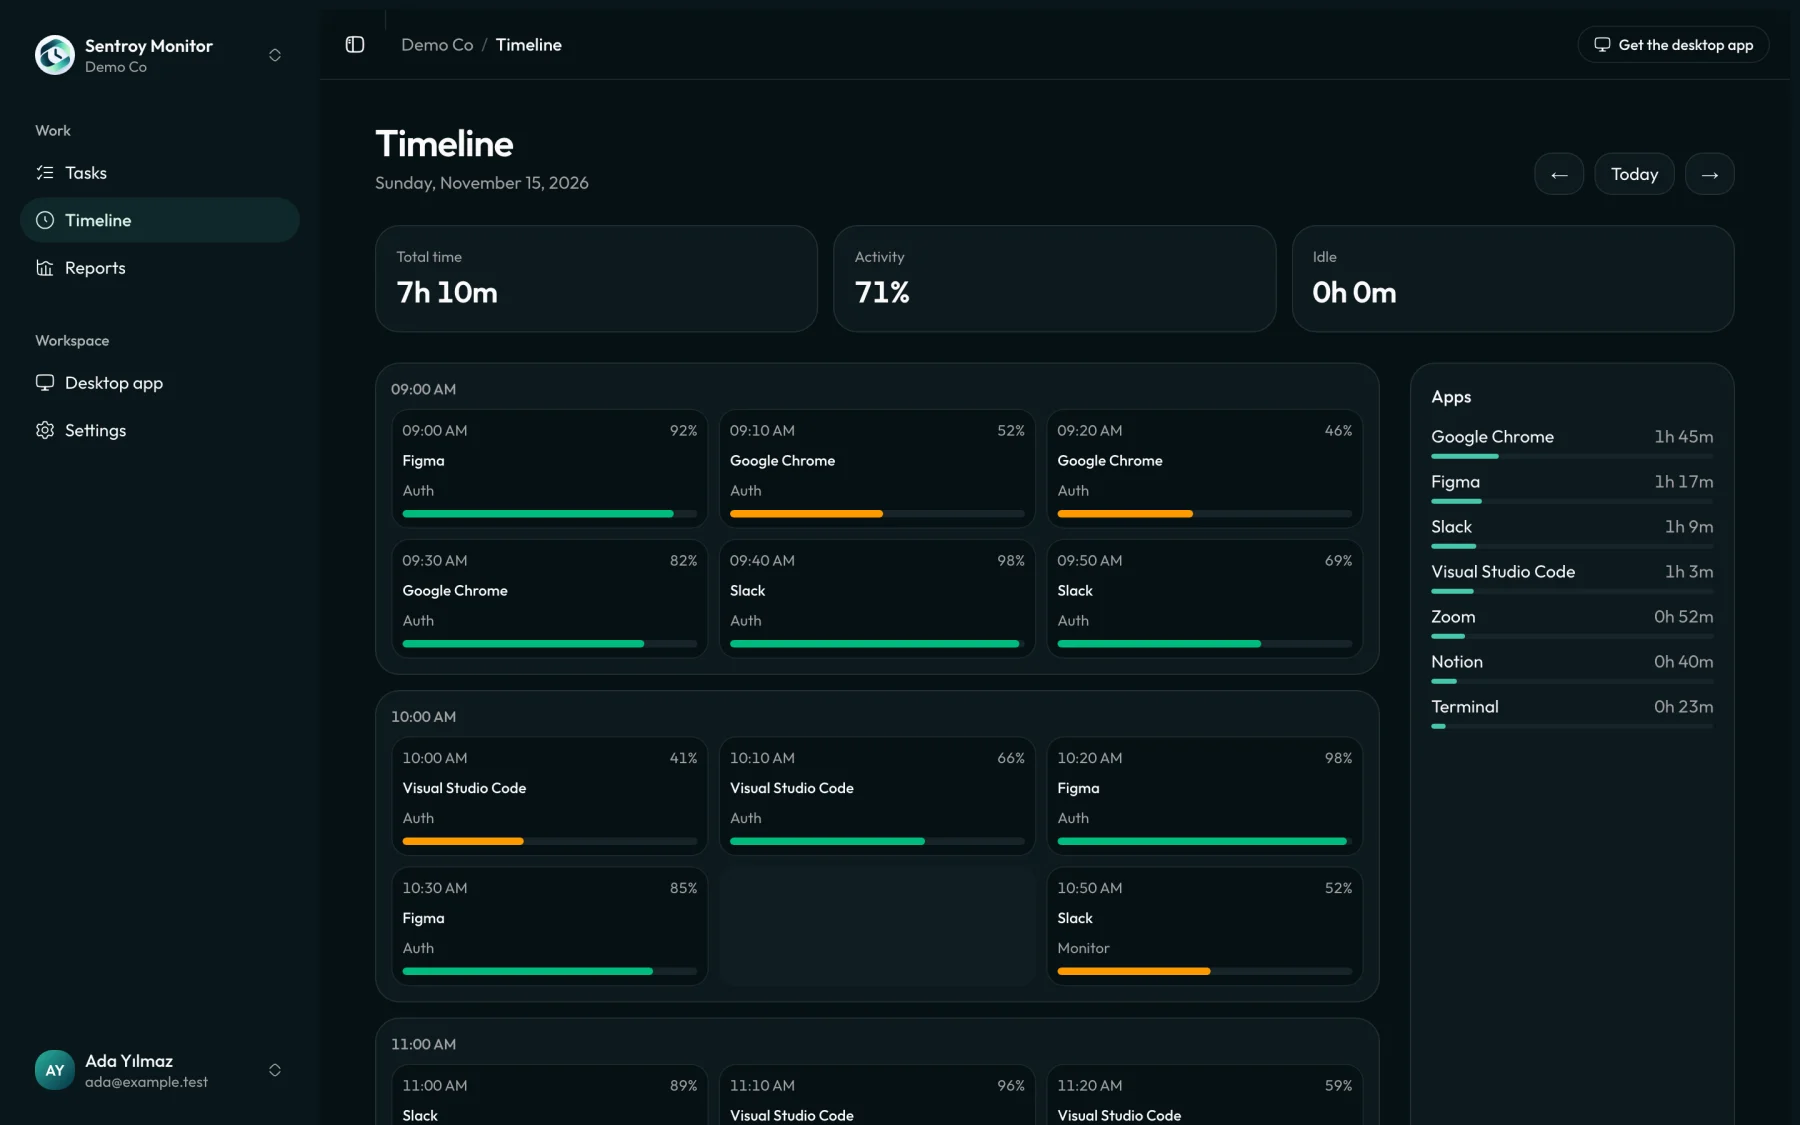 Sentroy Monitor
Demo Co
Work
Tasks
Timeline
Reports
Workspace
Desktop app
Settings
AY
Ada Yılmaz
ada@example.test
Demo Co / Timeline
Get the desktop app
Timeline
Sunday, November 15, 2026
← Today →
Total time
7h 10m
Activity
71%
Idle
0h 0m
09:00 AM
09:00 AM 92%
Figma
Auth
09:10 AM 52%
Google Chrome
Auth
09:20 AM 46%
Google Chrome
Auth
09:30 AM 82%
Google Chrome
Auth
09:40 AM 98%
Slack
Auth
09:50 AM 69%
Slack
Auth
10:00 AM
10:00 AM 41%
Visual Studio Code
Auth
10:10 AM 66%
Visual Studio Code
Auth
10:20 AM 98%
Figma
Auth
10:30 AM 85%
Figma
Auth
10:50 AM 52%
Slack
Monitor
11:00 AM
11:00 AM 89%
Slack
11:10 AM 96%
Visual Studio Code
11:20 AM 59%
Visual Studio Code
Apps
Google Chrome 1h 45m
Figma 1h 17m
Slack 1h 9m
Visual Studio Code 1h 3m
Zoom 0h 52m
Notion 0h 40m
Terminal 0h 23m